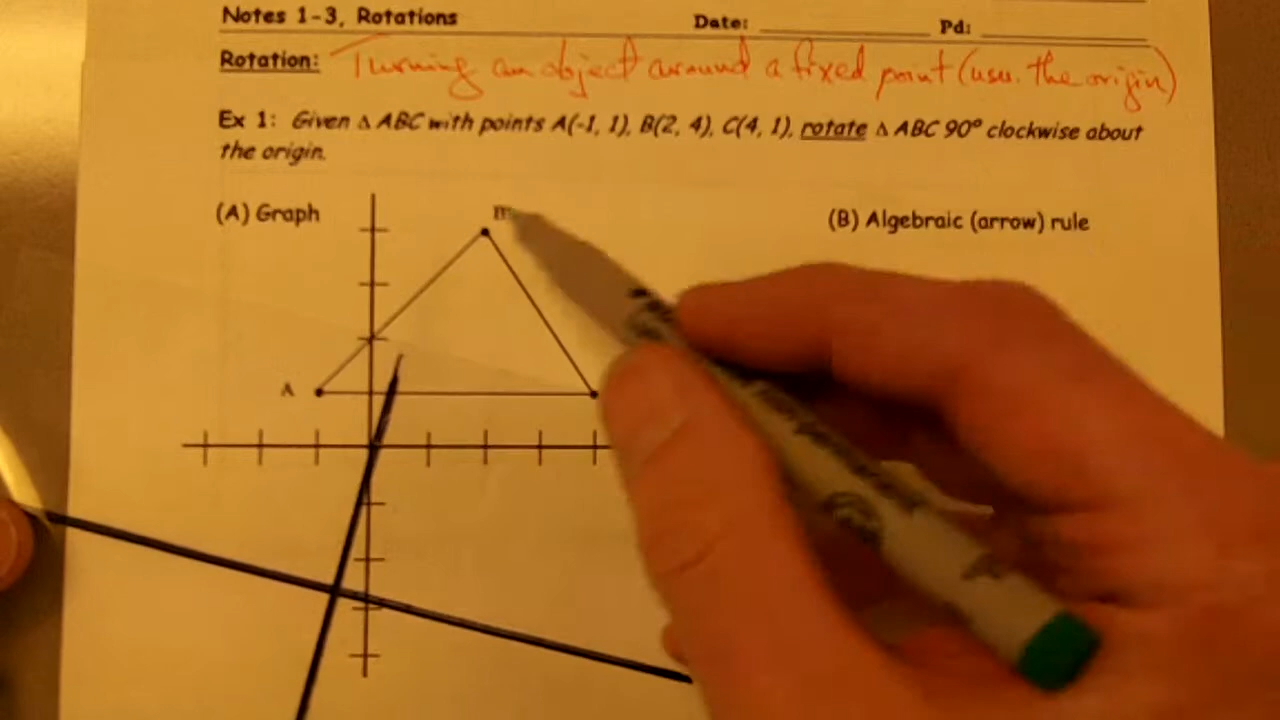 Notes 1-3, Rotations Date: Pd:
Rotation: Turning an object around a fixed point (usu. the origin)
Ex 1: Given Δ ABC with points A(-1, 1), B(2, 4), C(4, 1), rotate Δ ABC 90° clockwise about
the origin.
(A) Graph (B) Algebraic (arrow) rule
A